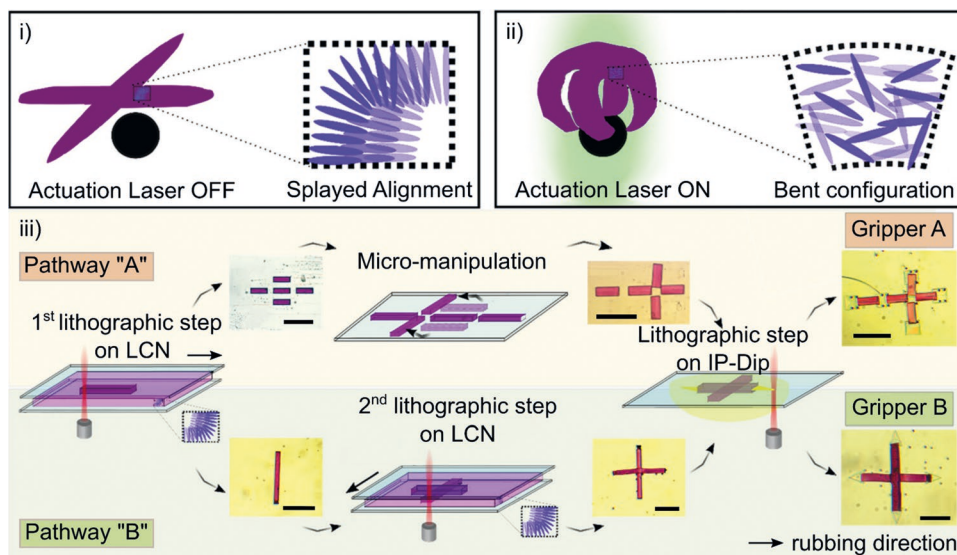 i)
Actuation Laser OFF
Splayed Alignment
ii)
Actuation Laser ON
Bent configuration
iii)
Pathway "A"
1st lithographic step
on LCN
Micro-manipulation
Lithographic step
on IP-Dip
Gripper A
2nd lithographic step
on LCN
Gripper B
Pathway "B"
rubbing direction